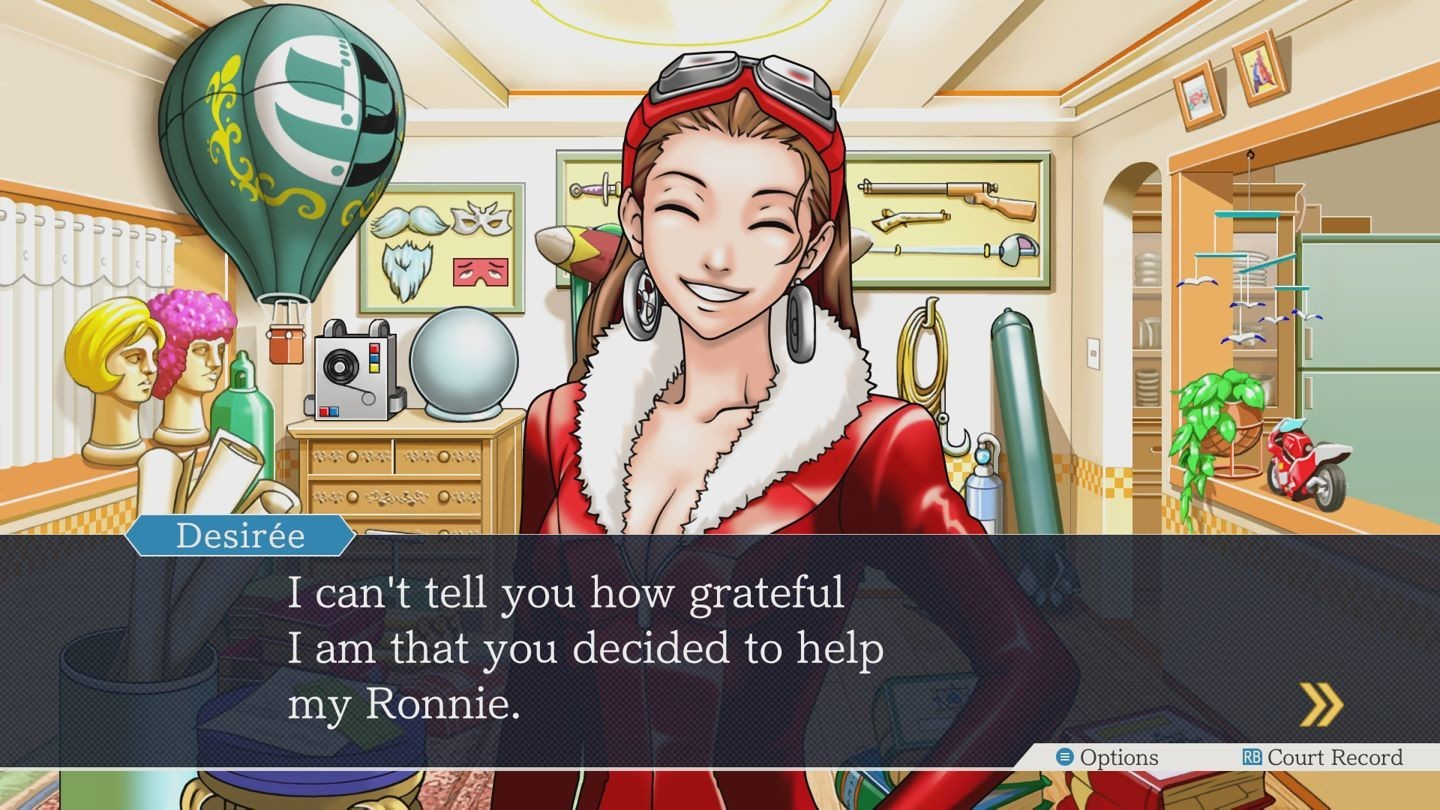 Desirée
I can't tell you how grateful
I am that you decided to help
my Ronnie.
Options
RB Court Record